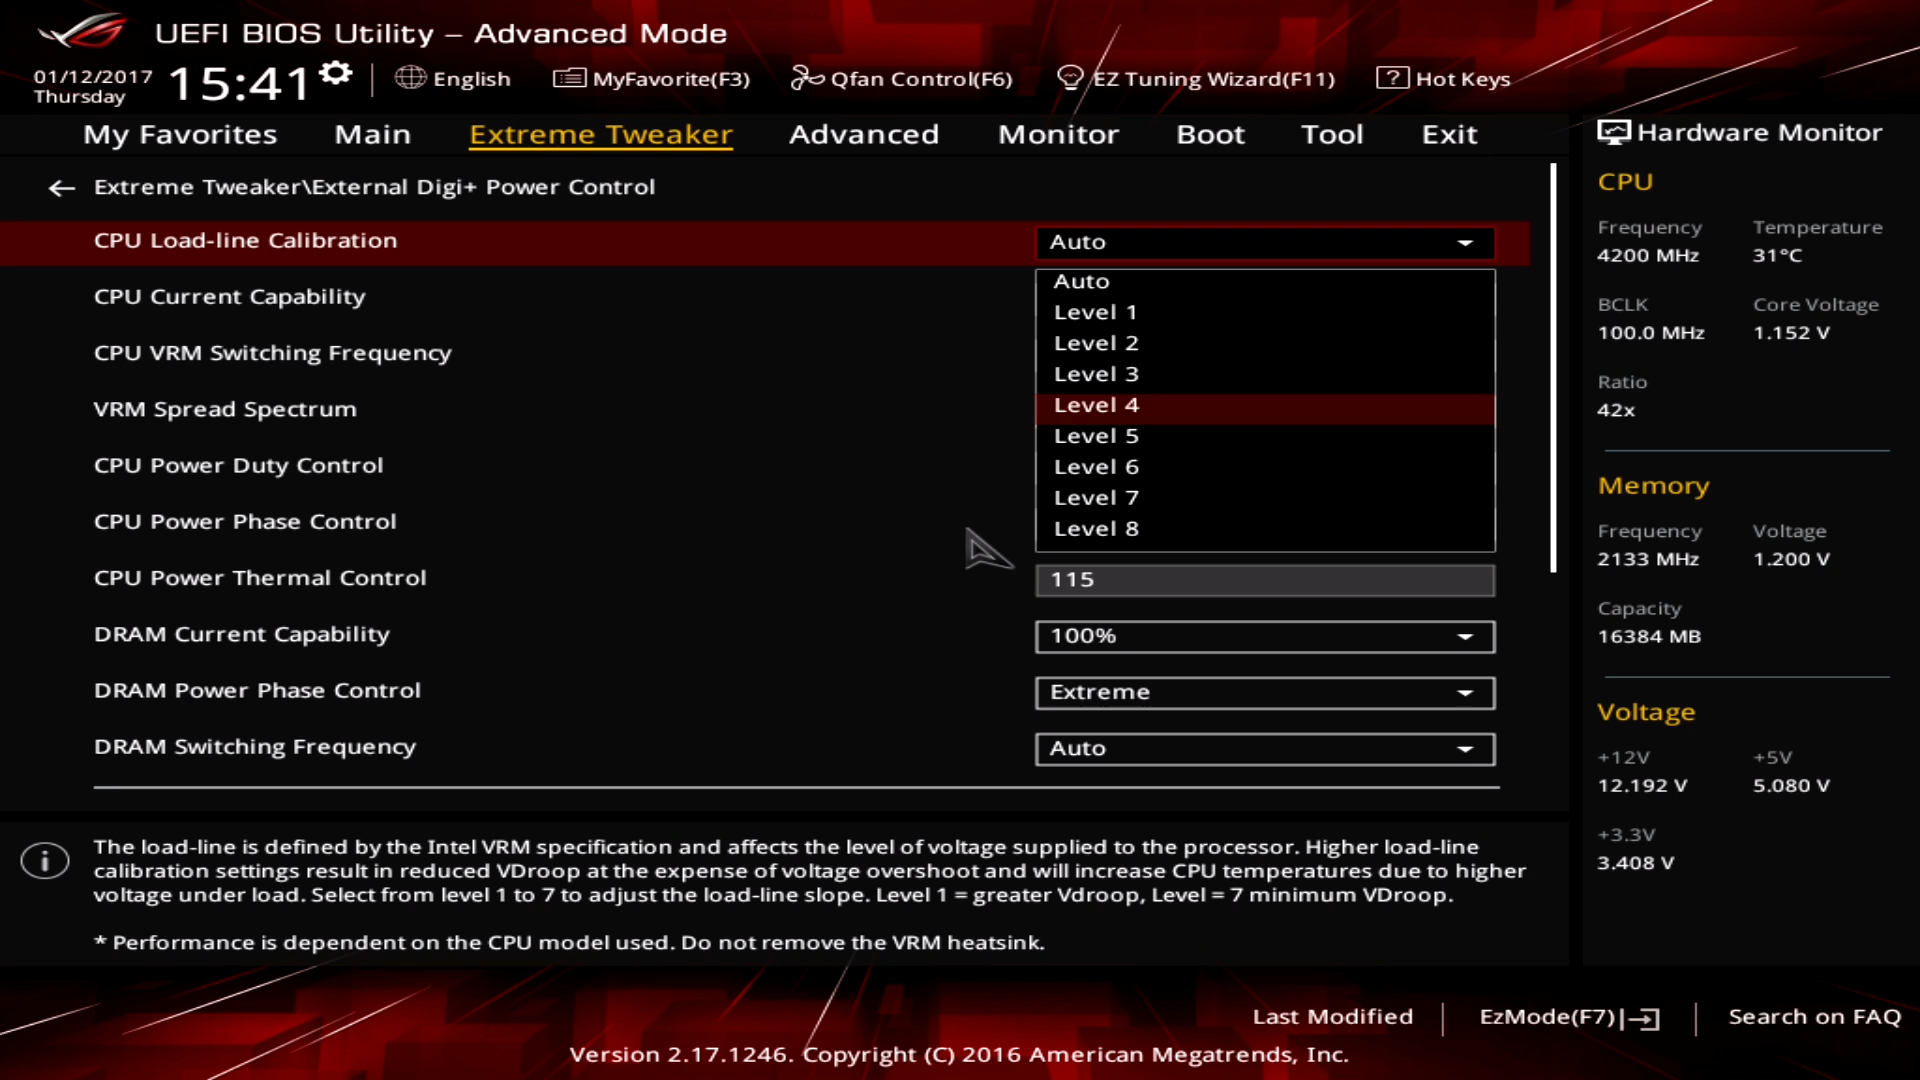 UEFI BIOS Utility – Advanced Mode
01/12/2017
Thursday
15:41
English
MyFavorite(F3)
Qfan Control(F6)
EZ Tuning Wizard(F11)
? Hot Keys
My Favorites
Main
Extreme Tweaker
Advanced
Monitor
Boot
Tool
Exit
Extreme Tweaker\External Digi+ Power Control
CPU Load-line Calibration
Auto
Auto
Level 1
Level 2
Level 3
Level 4
Level 5
Level 6
Level 7
Level 8
CPU Current Capability
CPU VRM Switching Frequency
VRM Spread Spectrum
CPU Power Duty Control
CPU Power Phase Control
CPU Power Thermal Control
115
DRAM Current Capability
100%
DRAM Power Phase Control
Extreme
DRAM Switching Frequency
Auto
The load-line is defined by the Intel VRM specification and affects the level of voltage supplied to the processor. Higher load-line
calibration settings result in reduced VDroop at the expense of voltage overshoot and will increase CPU temperatures due to higher
voltage under load. Select from level 1 to 7 to adjust the load-line slope. Level 1 = greater Vdroop, Level = 7 minimum VDroop.
* Performance is dependent on the CPU model used. Do not remove the VRM heatsink.
Hardware Monitor
CPU
Frequency
Temperature
4200 MHz
31°C
BCLK
Core Voltage
100.0 MHz
1.152 V
Ratio
42x
Memory
Frequency
Voltage
2133 MHz
1.200 V
Capacity
16384 MB
Voltage
+12V
+5V
12.192 V
5.080 V
+3.3V
3.408 V
Last Modified
EzMode(F7)
Search on FAQ
Version 2.17.1246. Copyright (C) 2016 American Megatrends, Inc.